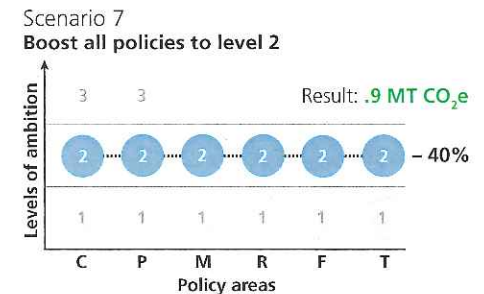 Scenario 7
Boost all policies to level 2
3 3 Result: .9 MT CO₂e
2 2 2 2 2 2 – 40%
1 1 1 1 1 1
C P M R F T
Levels of ambition
Policy areas